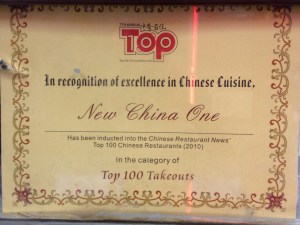 Top
In recognition of excellence in Chinese Cuisine,
New China One
Has been inducted into the Chinese Restaurant News'
Top 100 Chinese Restaurants (2010)
In the category of
Top 100 Takeouts